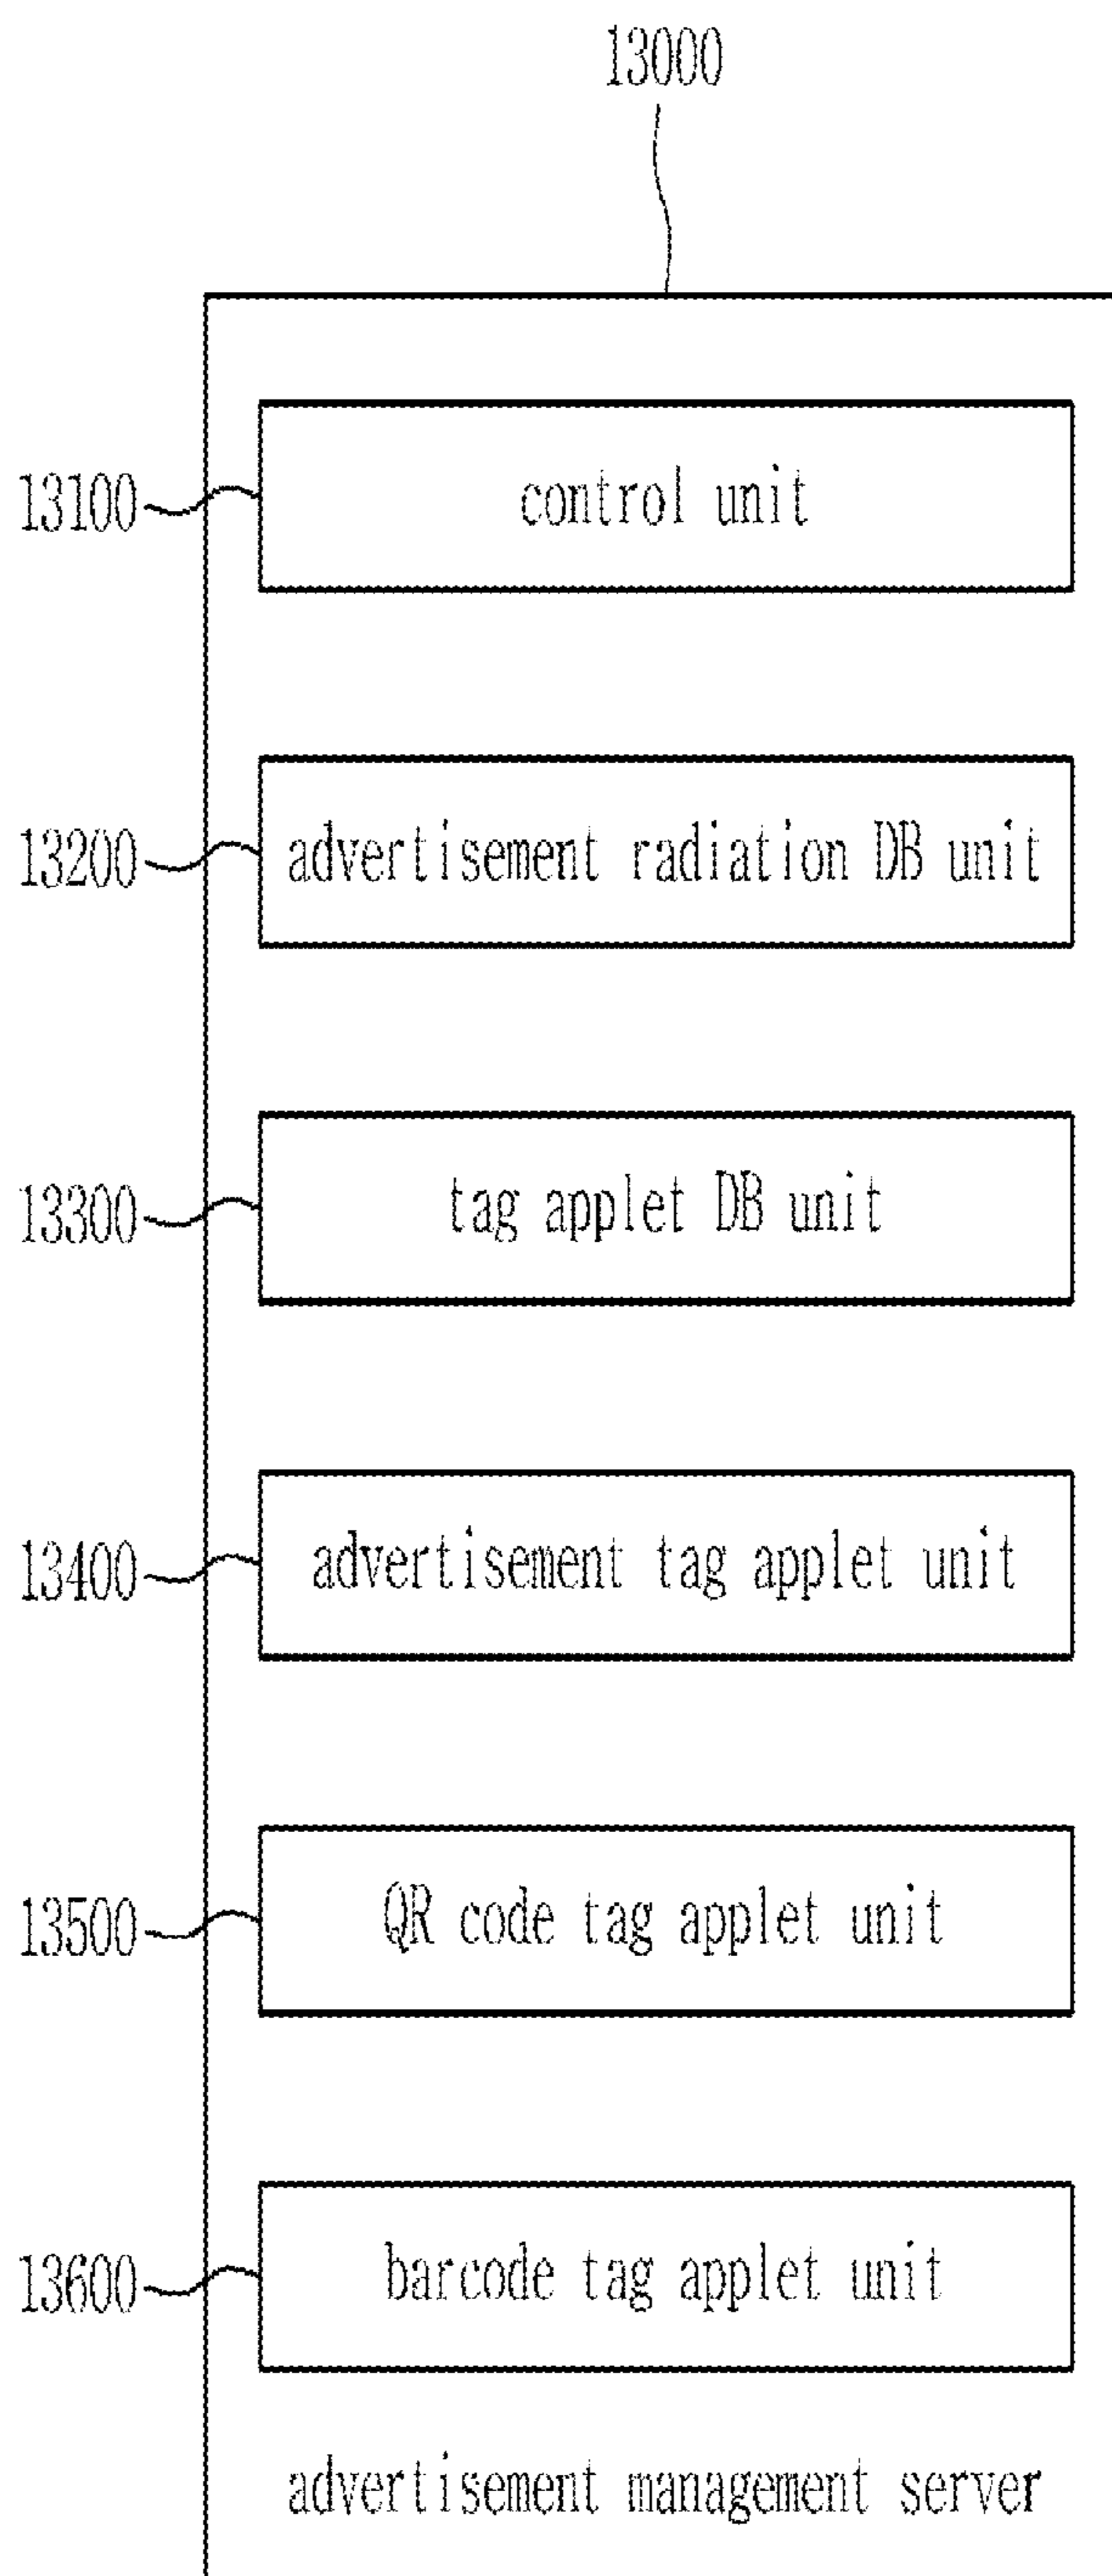 13000
13100 control unit
13200 advertisement radiation DB unit
13300 tag applet DB unit
13400 advertisement tag applet unit
13500 QR code tag applet unit
13600 barcode tag applet unit
advertisement management server